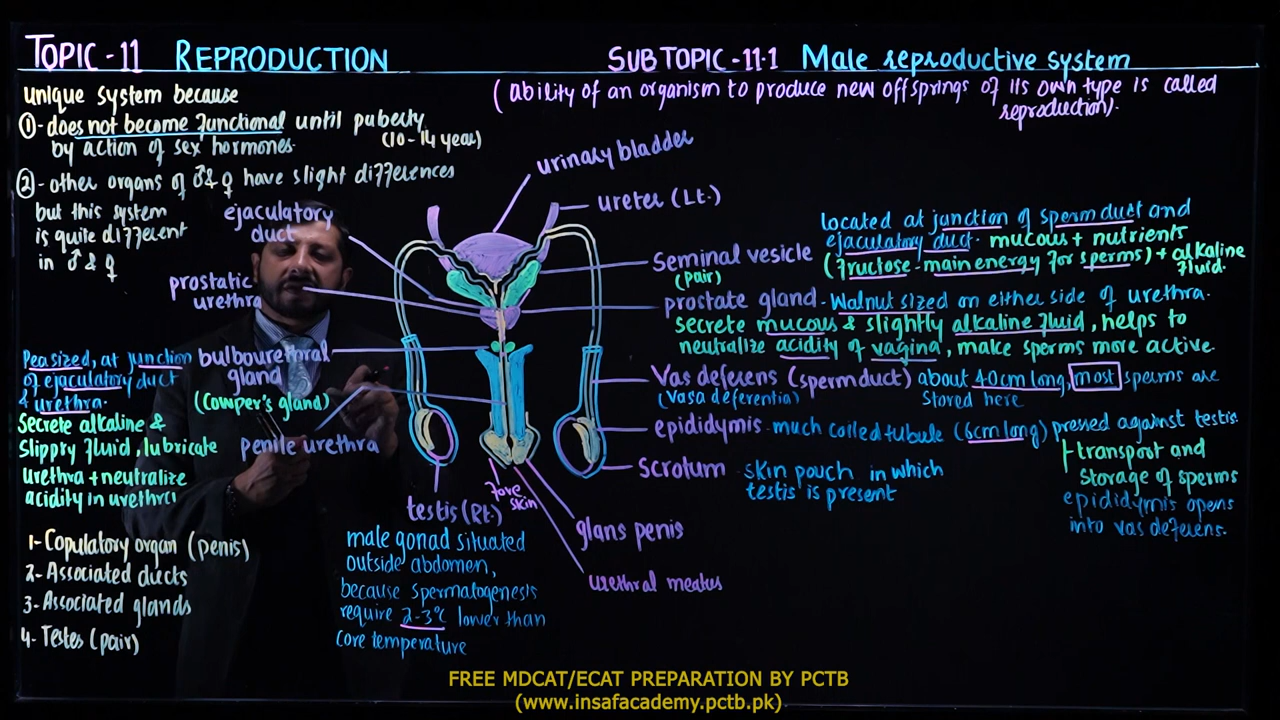 TOPIC-11 REPRODUCTION
SUBTOPIC-11.1 Male reproductive system
(ability of an organism to produce new offsprings of its own type is called
reproduction).
unique system because
①-does not become functional until puberty
(10-14 year)
by action of sex hormones.
②-other organs of ♂&♀ have slight differences
but this system
is quite different
in ♂ & ♀
ejaculatory
duct
prostatic
urethra
Pea sized, at junction
of ejaculatory duct
& urethra.
bulbourethral
gland
(Cowper's gland)
Secrete alkaline &
Slippry fluid, lubricate
urethra + neutralize
acidity in urethra
penile urethra
1-Copulatory organ (penis)
2-Associated ducts
3-Associated glands
4-Testes (pair)
urinary bladder
ureter (Lt.)
Seminal vesicle
(pair)
located at junction of sperm duct and
ejaculatory duct. mucous + nutrients
(fructose-main energy for sperms) + alkaline
fluid.
prostate gland-Walnut sized on either side of urethra.
Secrete mucous & slightly alkaline fluid, helps to
neutralize acidity of vagina, make sperms more active.
Vas deferens (sperm duct) about 40cm long, most sperms are
(Vasa deferentia) Stored here
epididymis-much coiled tubule (6cm long) pressed against testis.
transport and
Storage of sperms
epididymis opens
into vas deferens.
Scrotum-skin pouch in which
testis is present
testis (Rt.)
fore
skin
glans penis
urethral meatus
male gonad situated
outside abdomen,
because spermatogenesis
require 2-3°C lower than
core temperature
FREE MDCAT/ECAT PREPARATION BY PCTB
(www.insafacademy.pctb.pk)